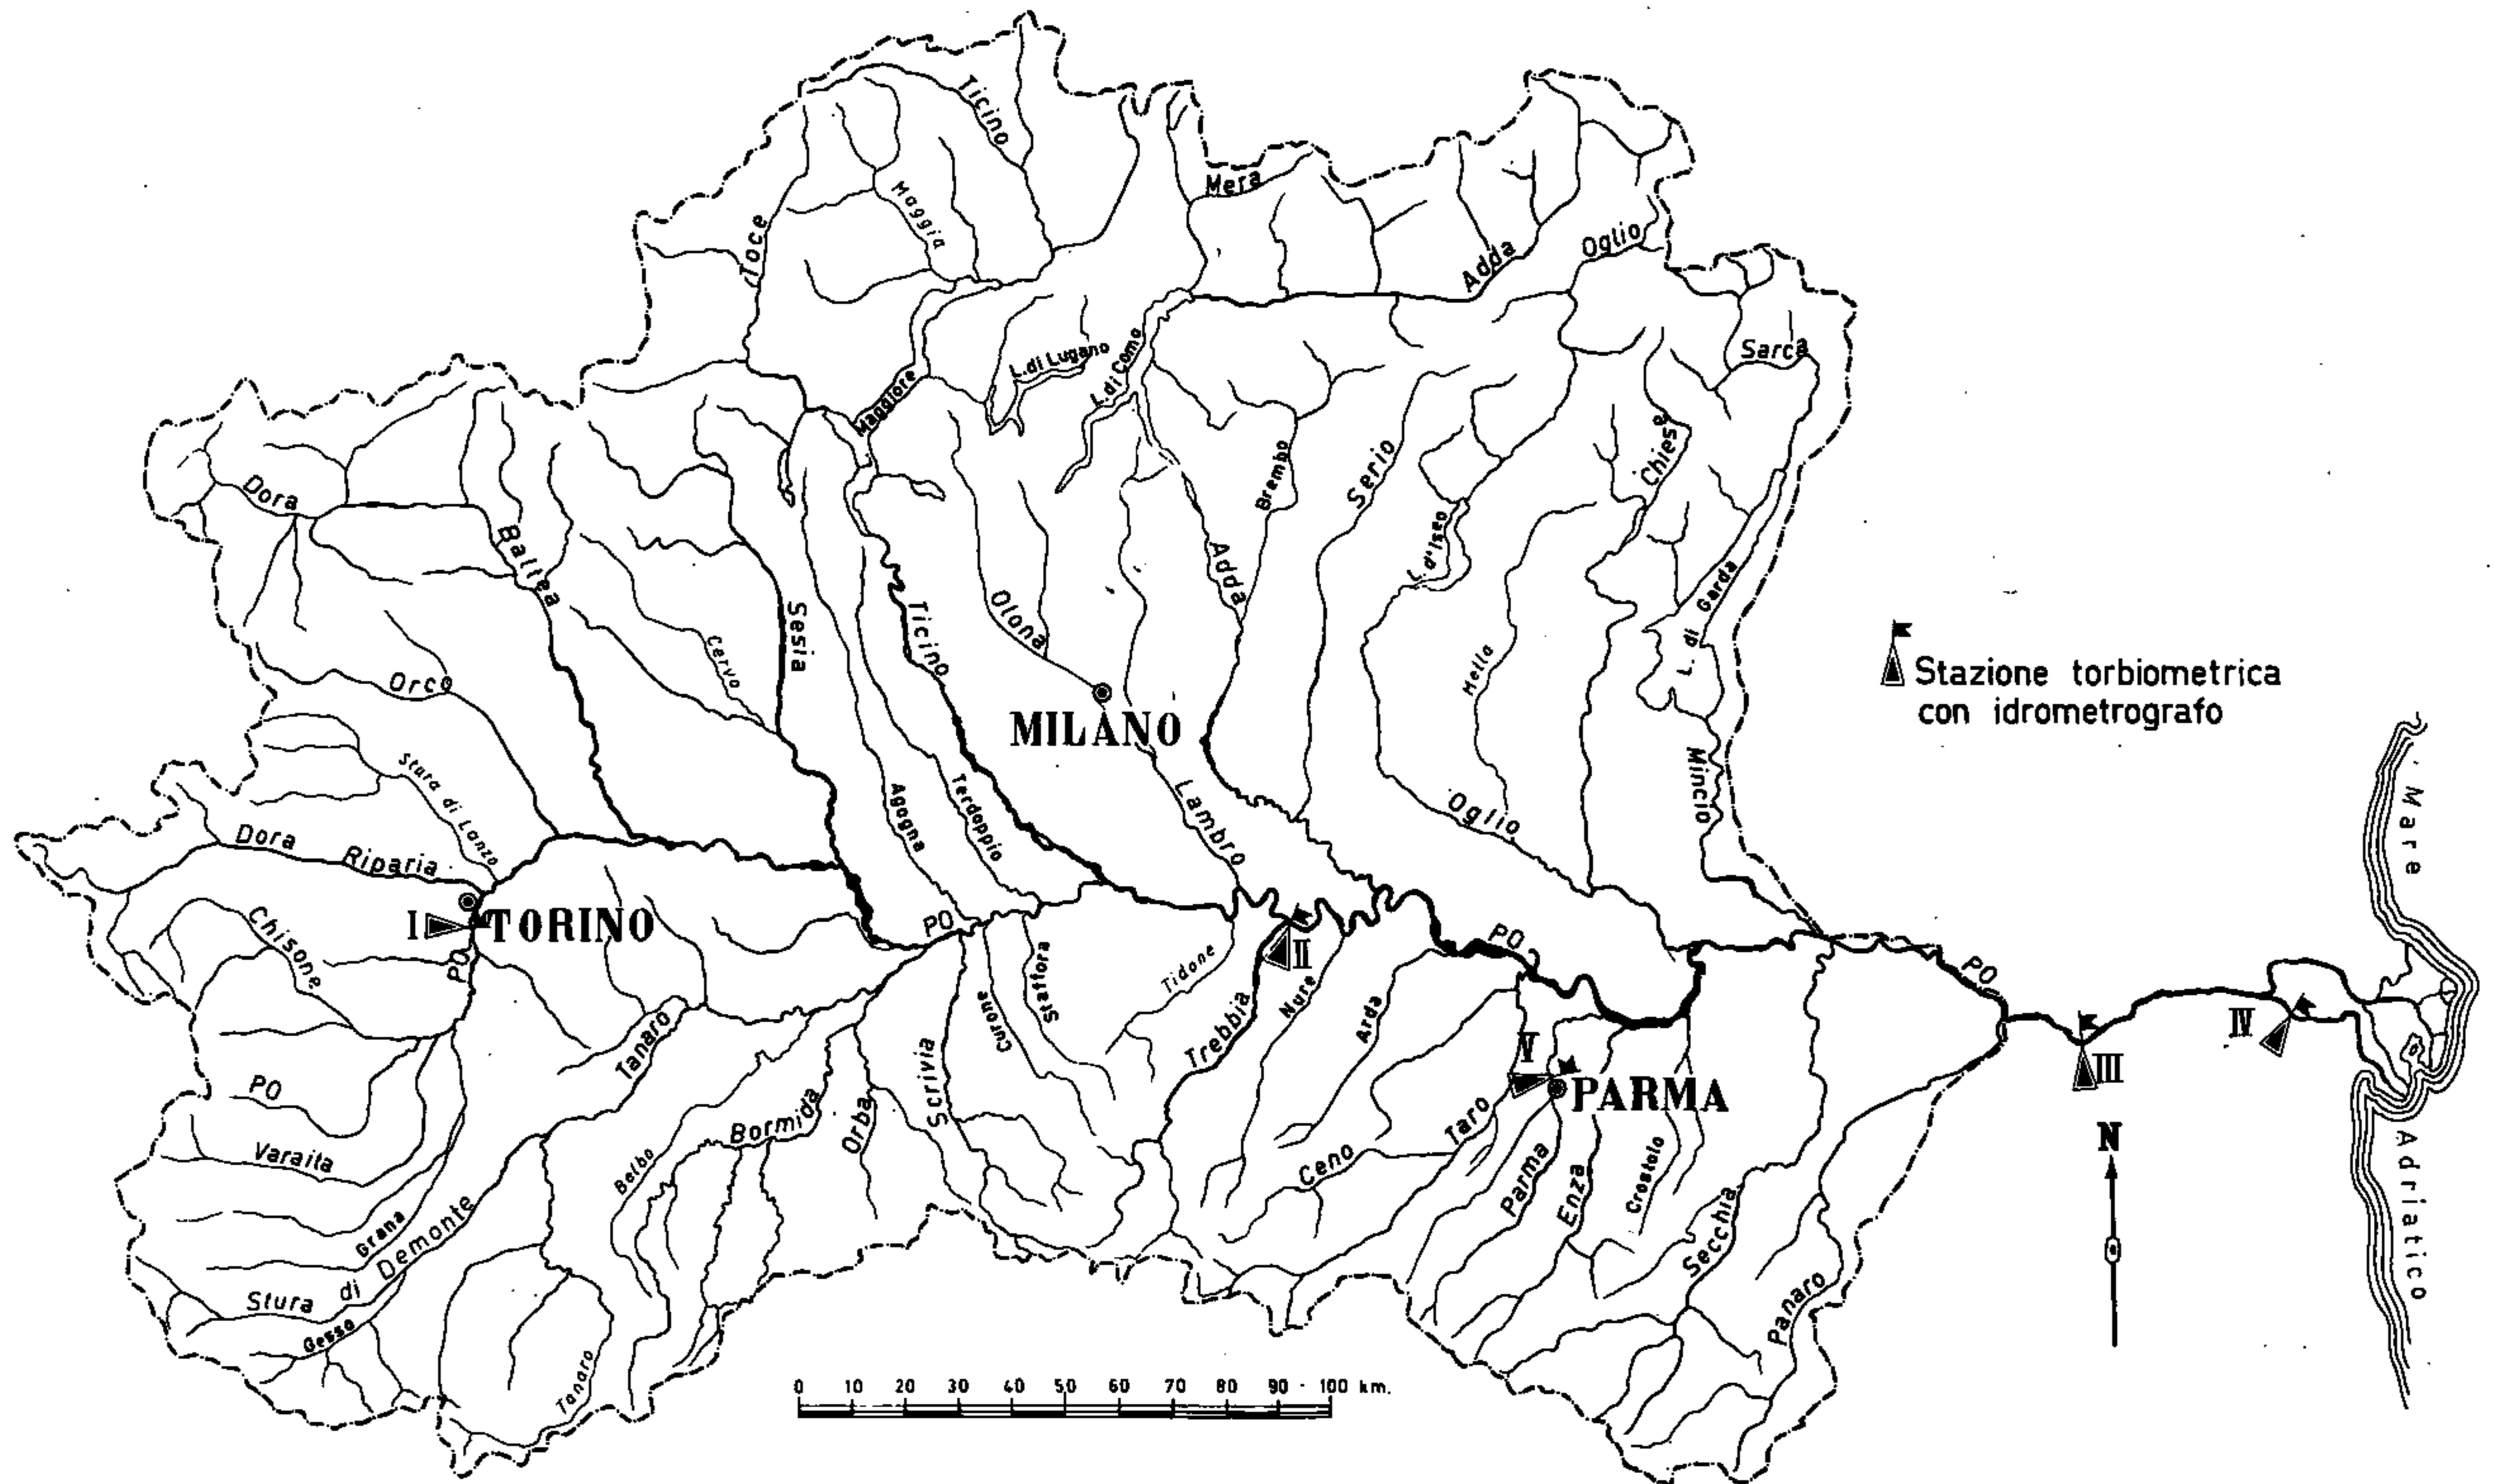 Ticino
Maggia
Toce
Mera
Adda
Oglio
Sarca
L. di Lugano
L. di Como
Maggiore
Chiese
Brembo
Serio
Dora
Baltea
L. d'Iseo
Adda
L. di Garda
Sesia
Ticino
Olona
Cervo
Mella
Orco
MILANO
Stazione torbiometrica
con idrometrografo
Stura di Lanzo
Agogna
Terdoppio
Lambro
Oglio
Mincio
Mare
Dora Riparia
I
TORINO
Chisone
PO
PO
II
PO
PO
Tidone
Staffora
Curone
Nure
Trebbia
Arda
IV
III
V
PARMA
Tanaro
PO
Scrivia
Orba
Bormida
Belbo
Varaita
Taro
Ceno
Parma
Enza
Crostolo
Secchia
N
Adriatico
Grana
Stura di Demonte
Gesso
Tanaro
Panaro
0 10 20 30 40 50 60 70 80 90 - 100 km.